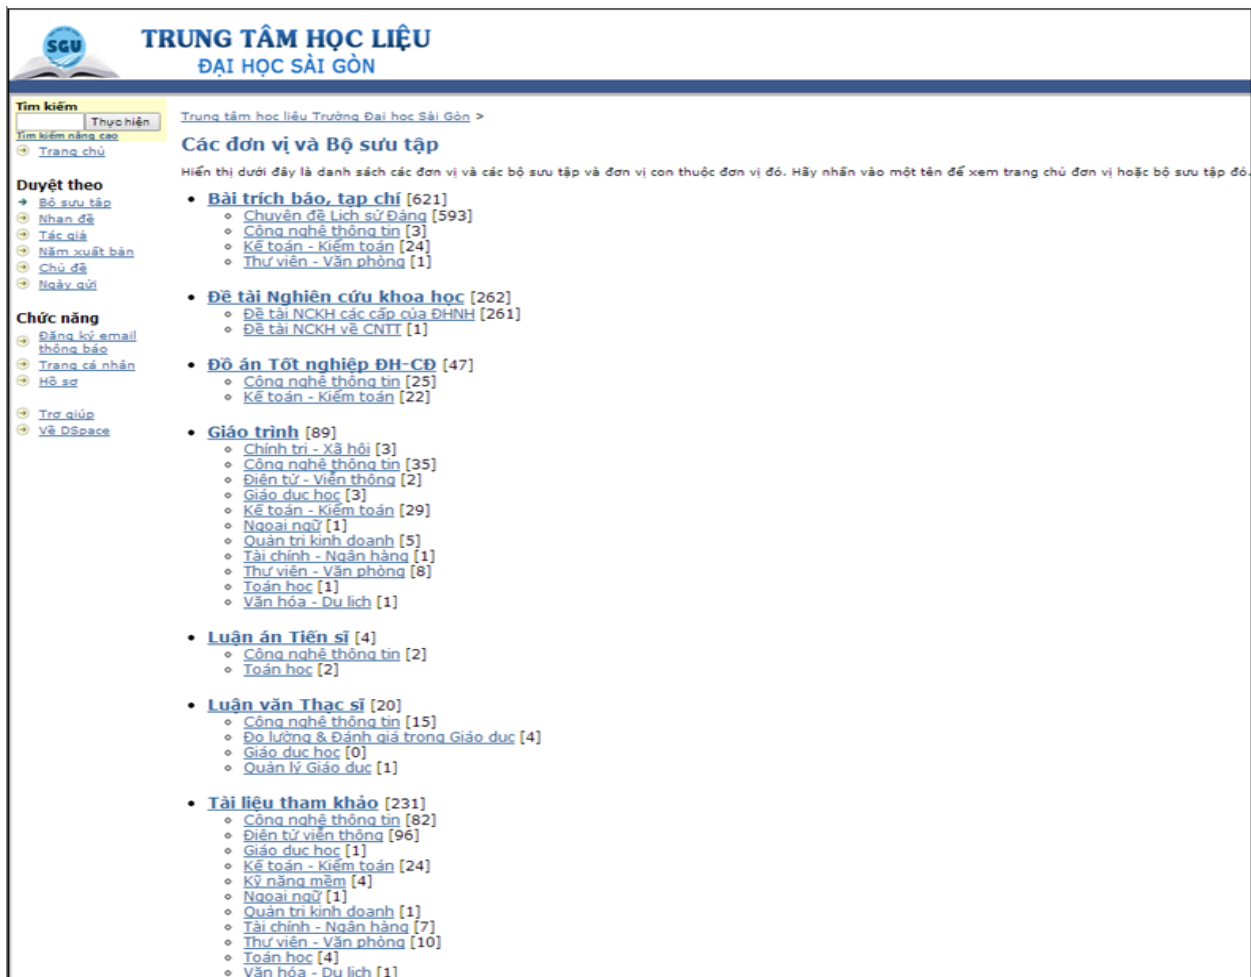 SGU
TRUNG TÂM HỌC LIỆU
ĐẠI HỌC SÀI GÒN
Tìm kiếm
Thực hiện
Tìm kiếm nâng cao
Trang chủ
Duyệt theo
Bộ sưu tập
Nhan đề
Tác giả
Năm xuất bản
Chủ đề
Ngày gửi
Chức năng
Đăng ký email
thông báo
Trang cá nhân
Hồ sơ
Trợ giúp
Về DSpace
Trung tâm học liệu Trường Đại học Sài Gòn >
Các đơn vị và Bộ sưu tập
Hiển thị dưới đây là danh sách các đơn vị và các bộ sưu tập và đơn vị con thuộc đơn vị đó. Hãy nhấn vào một tên để xem trang chủ đơn vị hoặc bộ sưu tập đó.
Bài trích báo, tạp chí [621]
Chuyên đề Lịch sử Đảng [593]
Công nghệ thông tin [3]
Kế toán - Kiểm toán [24]
Thư viện - Văn phòng [1]
Đề tài Nghiên cứu khoa học [262]
Đề tài NCKH các cấp của ĐHNH [261]
Đề tài NCKH về CNTT [1]
Đồ án Tốt nghiệp ĐH-CĐ [47]
Công nghệ thông tin [25]
Kế toán - Kiểm toán [22]
Giáo trình [89]
Chính trị - Xã hội [3]
Công nghệ thông tin [35]
Điện tử - Viễn thông [2]
Giáo dục học [3]
Kế toán - Kiểm toán [29]
Ngoại ngữ [1]
Quản trị kinh doanh [5]
Tài chính - Ngân hàng [1]
Thư viện - Văn phòng [8]
Toán học [1]
Văn hóa - Du lịch [1]
Luận án Tiến sĩ [4]
Công nghệ thông tin [2]
Toán học [2]
Luận văn Thạc sĩ [20]
Công nghệ thông tin [15]
Đo lường & Đánh giá trong Giáo dục [4]
Giáo dục học [0]
Quản lý Giáo dục [1]
Tài liệu tham khảo [231]
Công nghệ thông tin [82]
Điện tử viễn thông [96]
Giáo dục học [1]
Kế toán - Kiểm toán [24]
Kỹ năng mềm [4]
Ngoại ngữ [1]
Quản trị kinh doanh [1]
Tài chính - Ngân hàng [7]
Thư viện - Văn phòng [10]
Toán học [4]
Văn hóa - Du lịch [1]